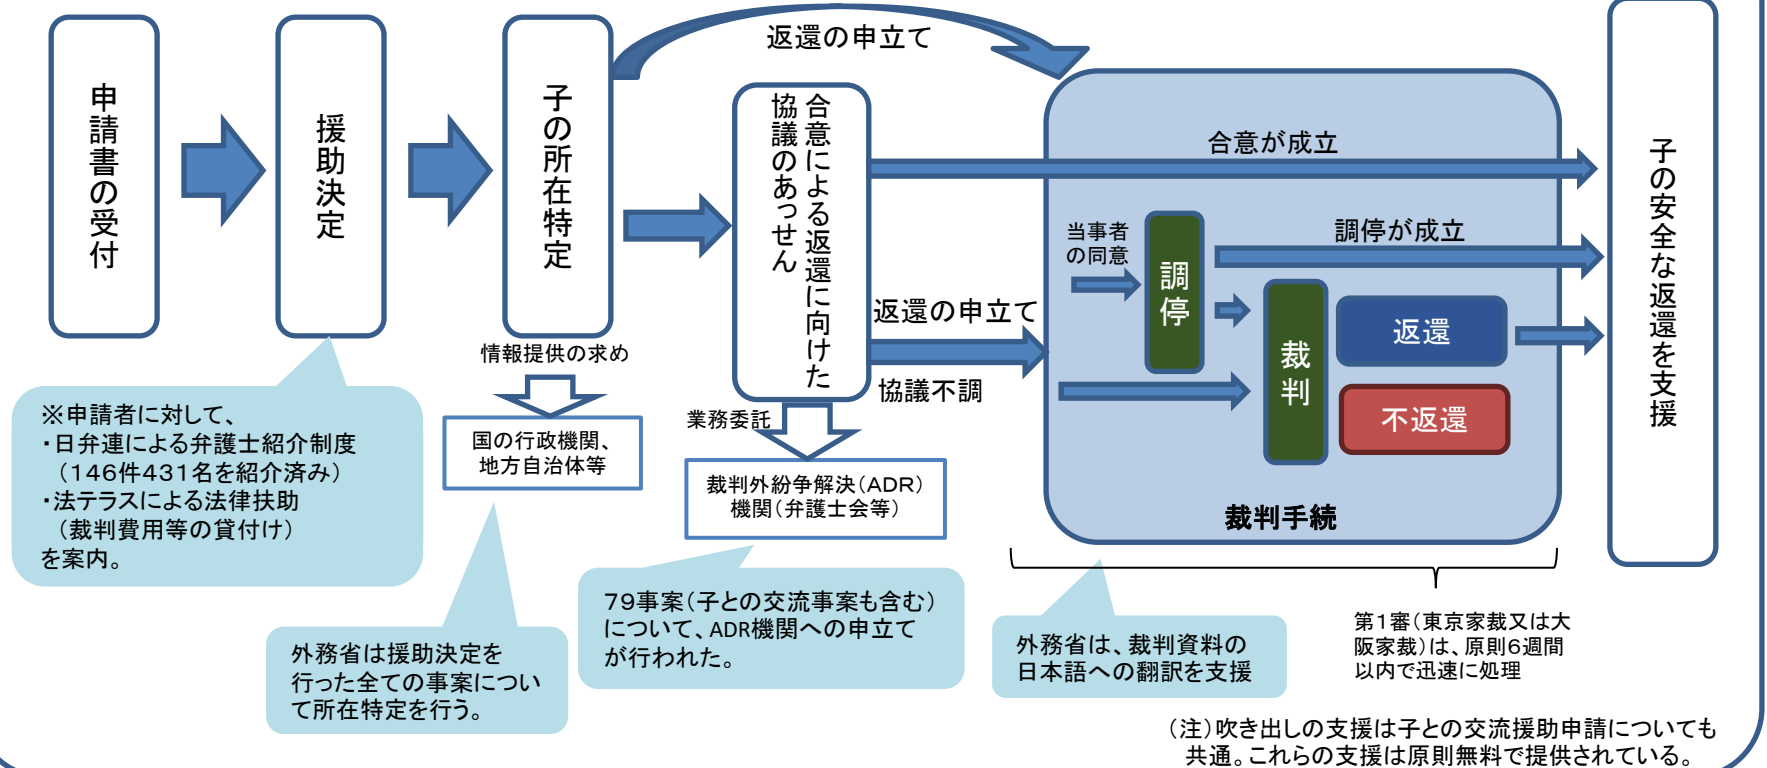 申請書の受付
援助決定
子の所在特定
返還の申立て
合意による返還に向けた
協議のあっせん
合意が成立
当事者
の同意
調停
調停が成立
返還の申立て
協議不調
裁判
返還
不返還
裁判手続
子の安全な返還を支援
情報提供の求め
国の行政機関、
地方自治体等
業務委託
裁判外紛争解決（ADR）
機関（弁護士会等）
※申請者に対して、
・日弁連による弁護士紹介制度
（146件431名を紹介済み）
・法テラスによる法律扶助
（裁判費用等の貸付け）
を案内。
外務省は援助決定を
行った全ての事案につい
て所在特定を行う。
79事案（子との交流事案も含む）
について、ADR機関への申立て
が行われた。
外務省は、裁判資料の
日本語への翻訳を支援
第1審（東京家裁又は大
阪家裁）は、原則6週間
以内で迅速に処理
（注）吹き出しの支援は子との交流援助申請についても
共通。これらの支援は原則無料で提供されている。